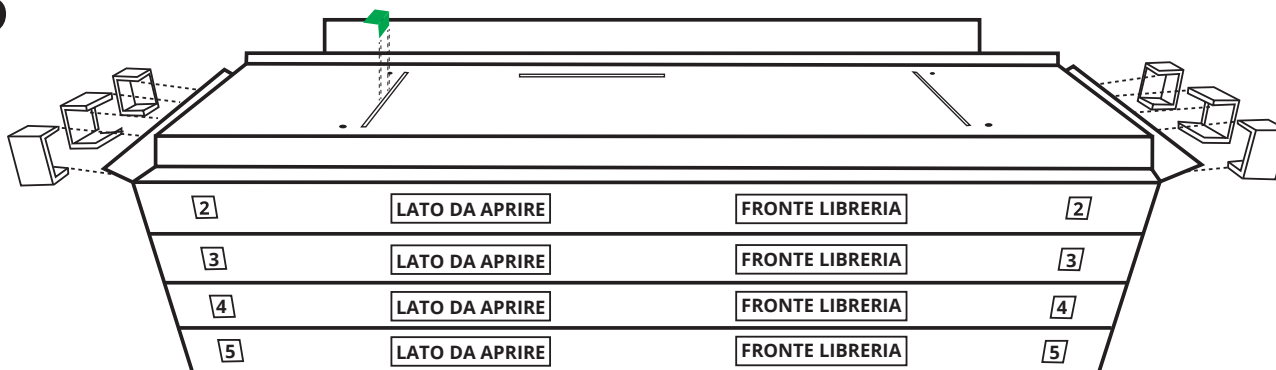 2 LATO DA APRIRE FRONTE LIBRERIA 2
3 LATO DA APRIRE FRONTE LIBRERIA 3
4 LATO DA APRIRE FRONTE LIBRERIA 4
5 LATO DA APRIRE FRONTE LIBRERIA 5